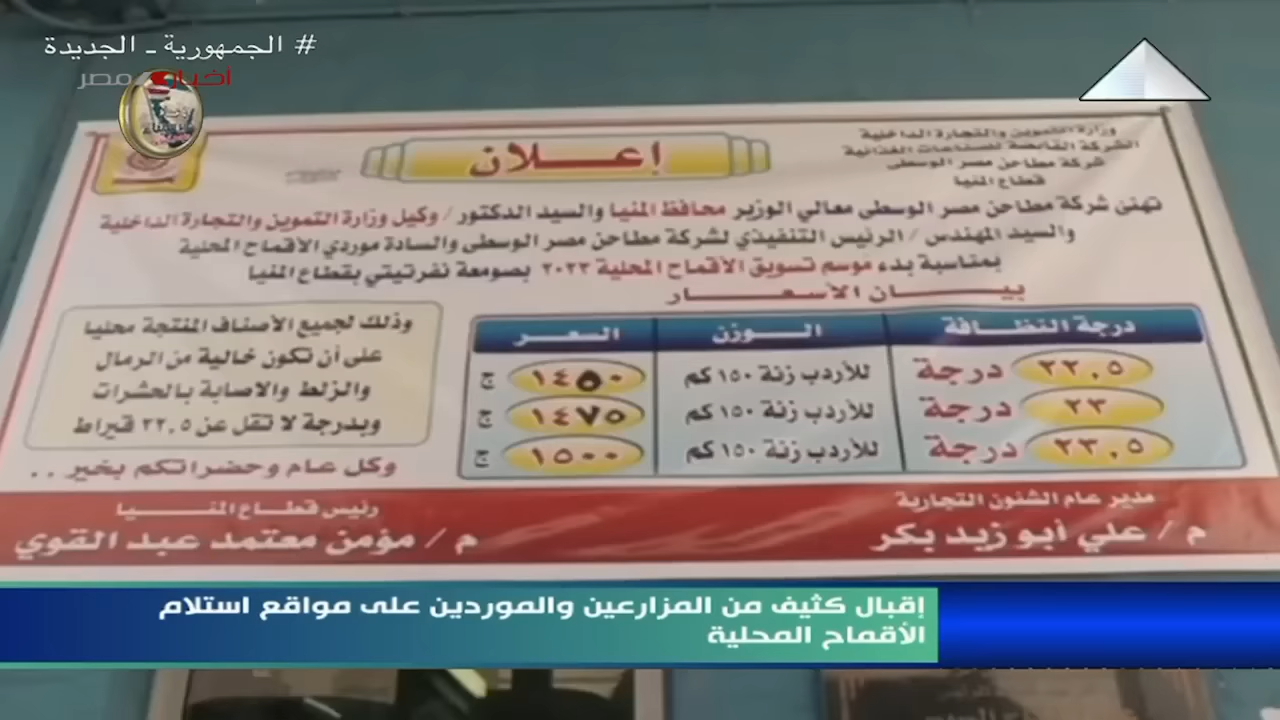 # الجمهورية ـ الجديدة
أخبار مصر
وزارة التموين والتجارة الداخلية
الشركة القابضة للصناعات الغذائية
شركة مطاحن مصر الوسطى
قطاع المنيا
إعــلان
تهنئ شركة مطاحن مصر الوسطى معالي الوزير محافظ المنيا والسيد الدكتور / وكيل وزارة التموين والتجارة الداخلية
والسيد المهندس / الرئيس التنفيذي لشركة مطاحن مصر الوسطى والسادة موردي الأقماح المحلية
بمناسبة بدء موسم تسويق الأقماح المحلية ٢٠٢٣ بصومعة نفرتيتي بقطاع المنيا
بيــان الأسعــار
درجة النظافة الوزن السعر
٢٢,٥ درجة للأردب زنة ١٥٠ كم ١٤٥٠ ج
٢٣ درجة للأردب زنة ١٥٠ كم ١٤٧٥ ج
٢٣,٥ درجة للأردب زنة ١٥٠ كم ١٥٠٠ ج
وذلك لجميع الأصناف المنتجة محليا
على أن تكون خالية من الرمال
والزلط والاصابة بالحشرات
وبدرجة لا تقل عن ٢٢,٥ قيراط
وكل عام وحضراتكم بخير ..
مدير عام الشئون التجارية
م / علي أبو زيد بكر
رئيس قطاع المنــيا
م / مؤمن معتمد عبد القوي
إقبال كثيف من المزارعين والموردين على مواقع استلام
الأقماح المحلية